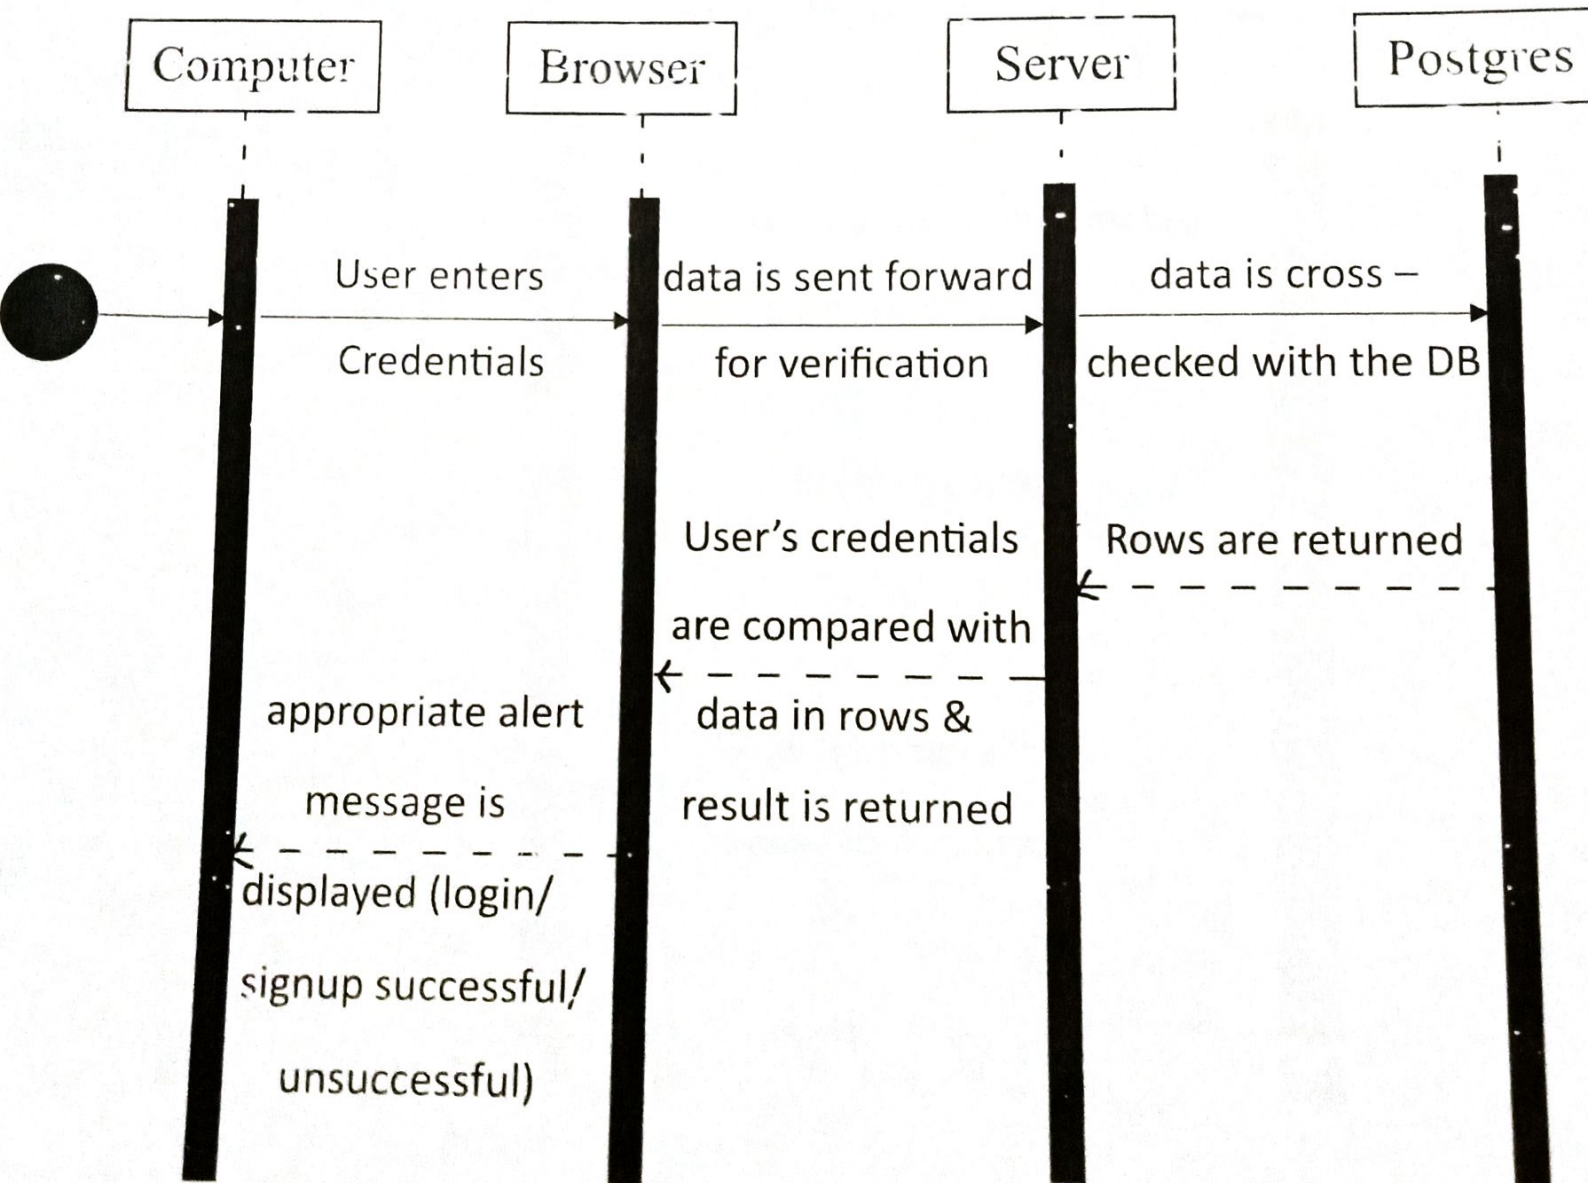 Computer
Browser
Server
Postgres
User enters
Credentials
data is sent forward
for verification
data is cross –
checked with the DB
Rows are returned
User's credentials
are compared with
data in rows &
result is returned
appropriate alert
message is
displayed (login/
signup successful/
unsuccessful)